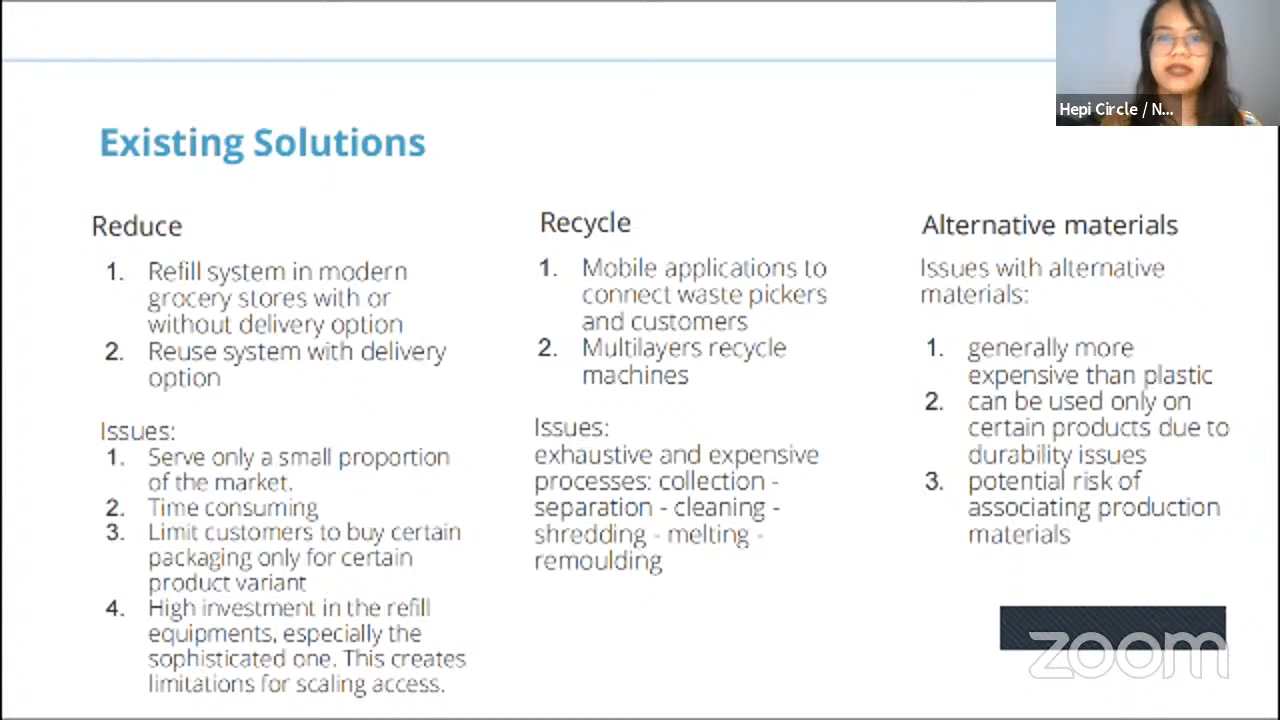 Hepi Circle / N...
Existing Solutions
Reduce
1. Refill system in modern
grocery stores with or
without delivery option
2. Reuse system with delivery
option
Issues:
1. Serve only a small proportion
of the market.
2. Time consuming
3. Limit customers to buy certain
packaging only for certain
product variant
4. High investment in the refill
equipments, especially the
sophisticated one. This creates
limitations for scaling access.
Recycle
1. Mobile applications to
connect waste pickers
and customers
2. Multilayers recycle
machines
Issues:
exhaustive and expensive
processes: collection -
separation - cleaning -
shredding - melting -
remoulding
Alternative materials
Issues with alternative
materials:
1. generally more
expensive than plastic
2. can be used only on
certain products due to
durability issues
3. potential risk of
associating production
materials
zoom